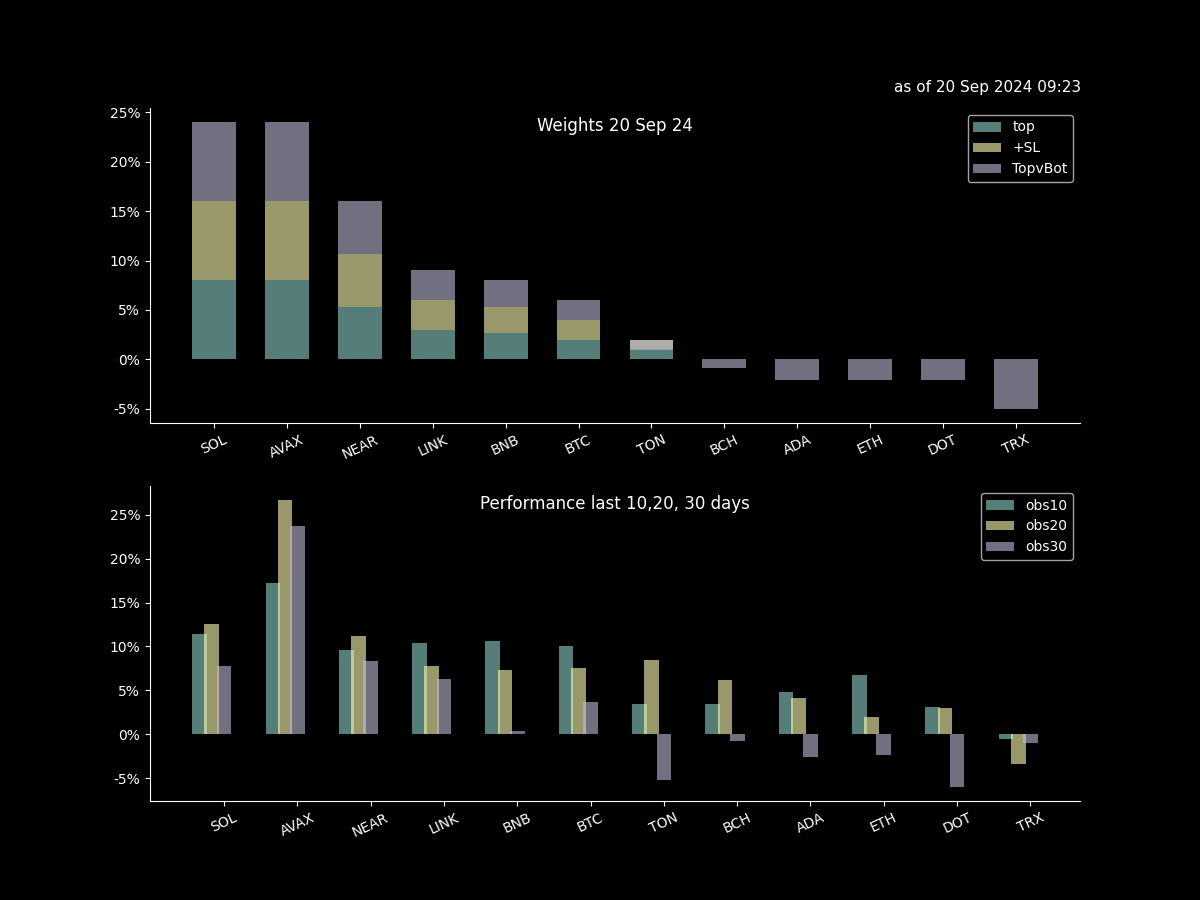 as of 20 Sep 2024 09:23
Weights 20 Sep 24
top
+SL
TopvBot
25%
20%
15%
10%
5%
0%
-5%
SOL AVAX NEAR LINK BNB BTC TON BCH ADA ETH DOT TRX
Performance last 10,20, 30 days
obs10
obs20
obs30
25%
20%
15%
10%
5%
0%
-5%
SOL AVAX NEAR LINK BNB BTC TON BCH ADA ETH DOT TRX